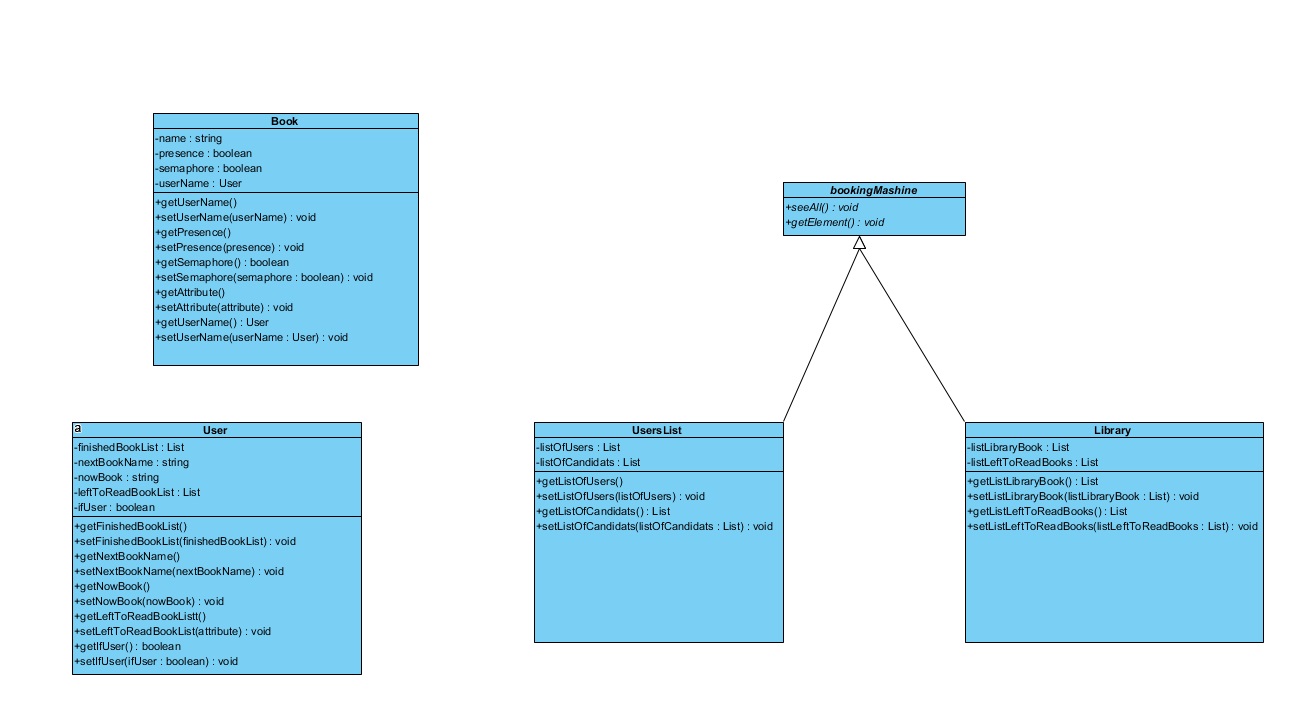 Book
-name : string
-presence : boolean
-semaphore : boolean
-userName : User
+getUserName()
+setUserName(userName) : void
+getPresence()
+setPresence(presence) : void
+getSemaphore() : boolean
+setSemaphore(semaphore : boolean) : void
+getAttribute()
+setAttribute(attribute) : void
+getUserName() : User
+setUserName(userName : User) : void
bookingMashine
+seeAll() : void
+getElement() : void
a
User
-finishedBookList : List
-nextBookName : string
-nowBook : string
-leftToReadBookList : List
-ifUser : boolean
+getFinishedBookList()
+setFinishedBookList(finishedBookList) : void
+getNextBookName()
+setNextBookName(nextBookName) : void
+getNowBook()
+setNowBook(nowBook) : void
+getLeftToReadBookListt()
+setLeftToReadBookList(attribute) : void
+getIfUser() : boolean
+setIfUser(ifUser : boolean) : void
UsersList
-listOfUsers : List
-listOfCandidats : List
+getListOfUsers()
+setListOfUsers(listOfUsers) : void
+getListOfCandidats() : List
+setListOfCandidats(listOfCandidats : List) : void
Library
-listLibraryBook : List
-listLeftToReadBooks : List
+getListLibraryBook() : List
+setListLibraryBook(listLibraryBook : List) : void
+getListLeftToReadBooks() : List
+setListLeftToReadBooks(listLeftToReadBooks : List) : void